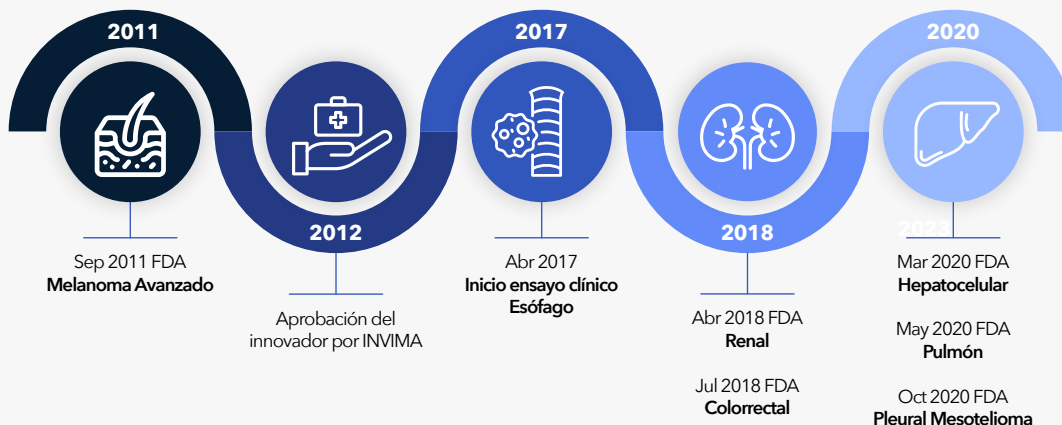 2011
Sep 2011 FDA
Melanoma Avanzado
2012
Aprobación del
innovador por INVIMA
2017
Abr 2017
Inicio ensayo clínico
Esófago
2018
Abr 2018 FDA
Renal
Jul 2018 FDA
Colorrectal
2020
2023
Mar 2020 FDA
Hepatocelular
May 2020 FDA
Pulmón
Oct 2020 FDA
Pleural Mesotelioma